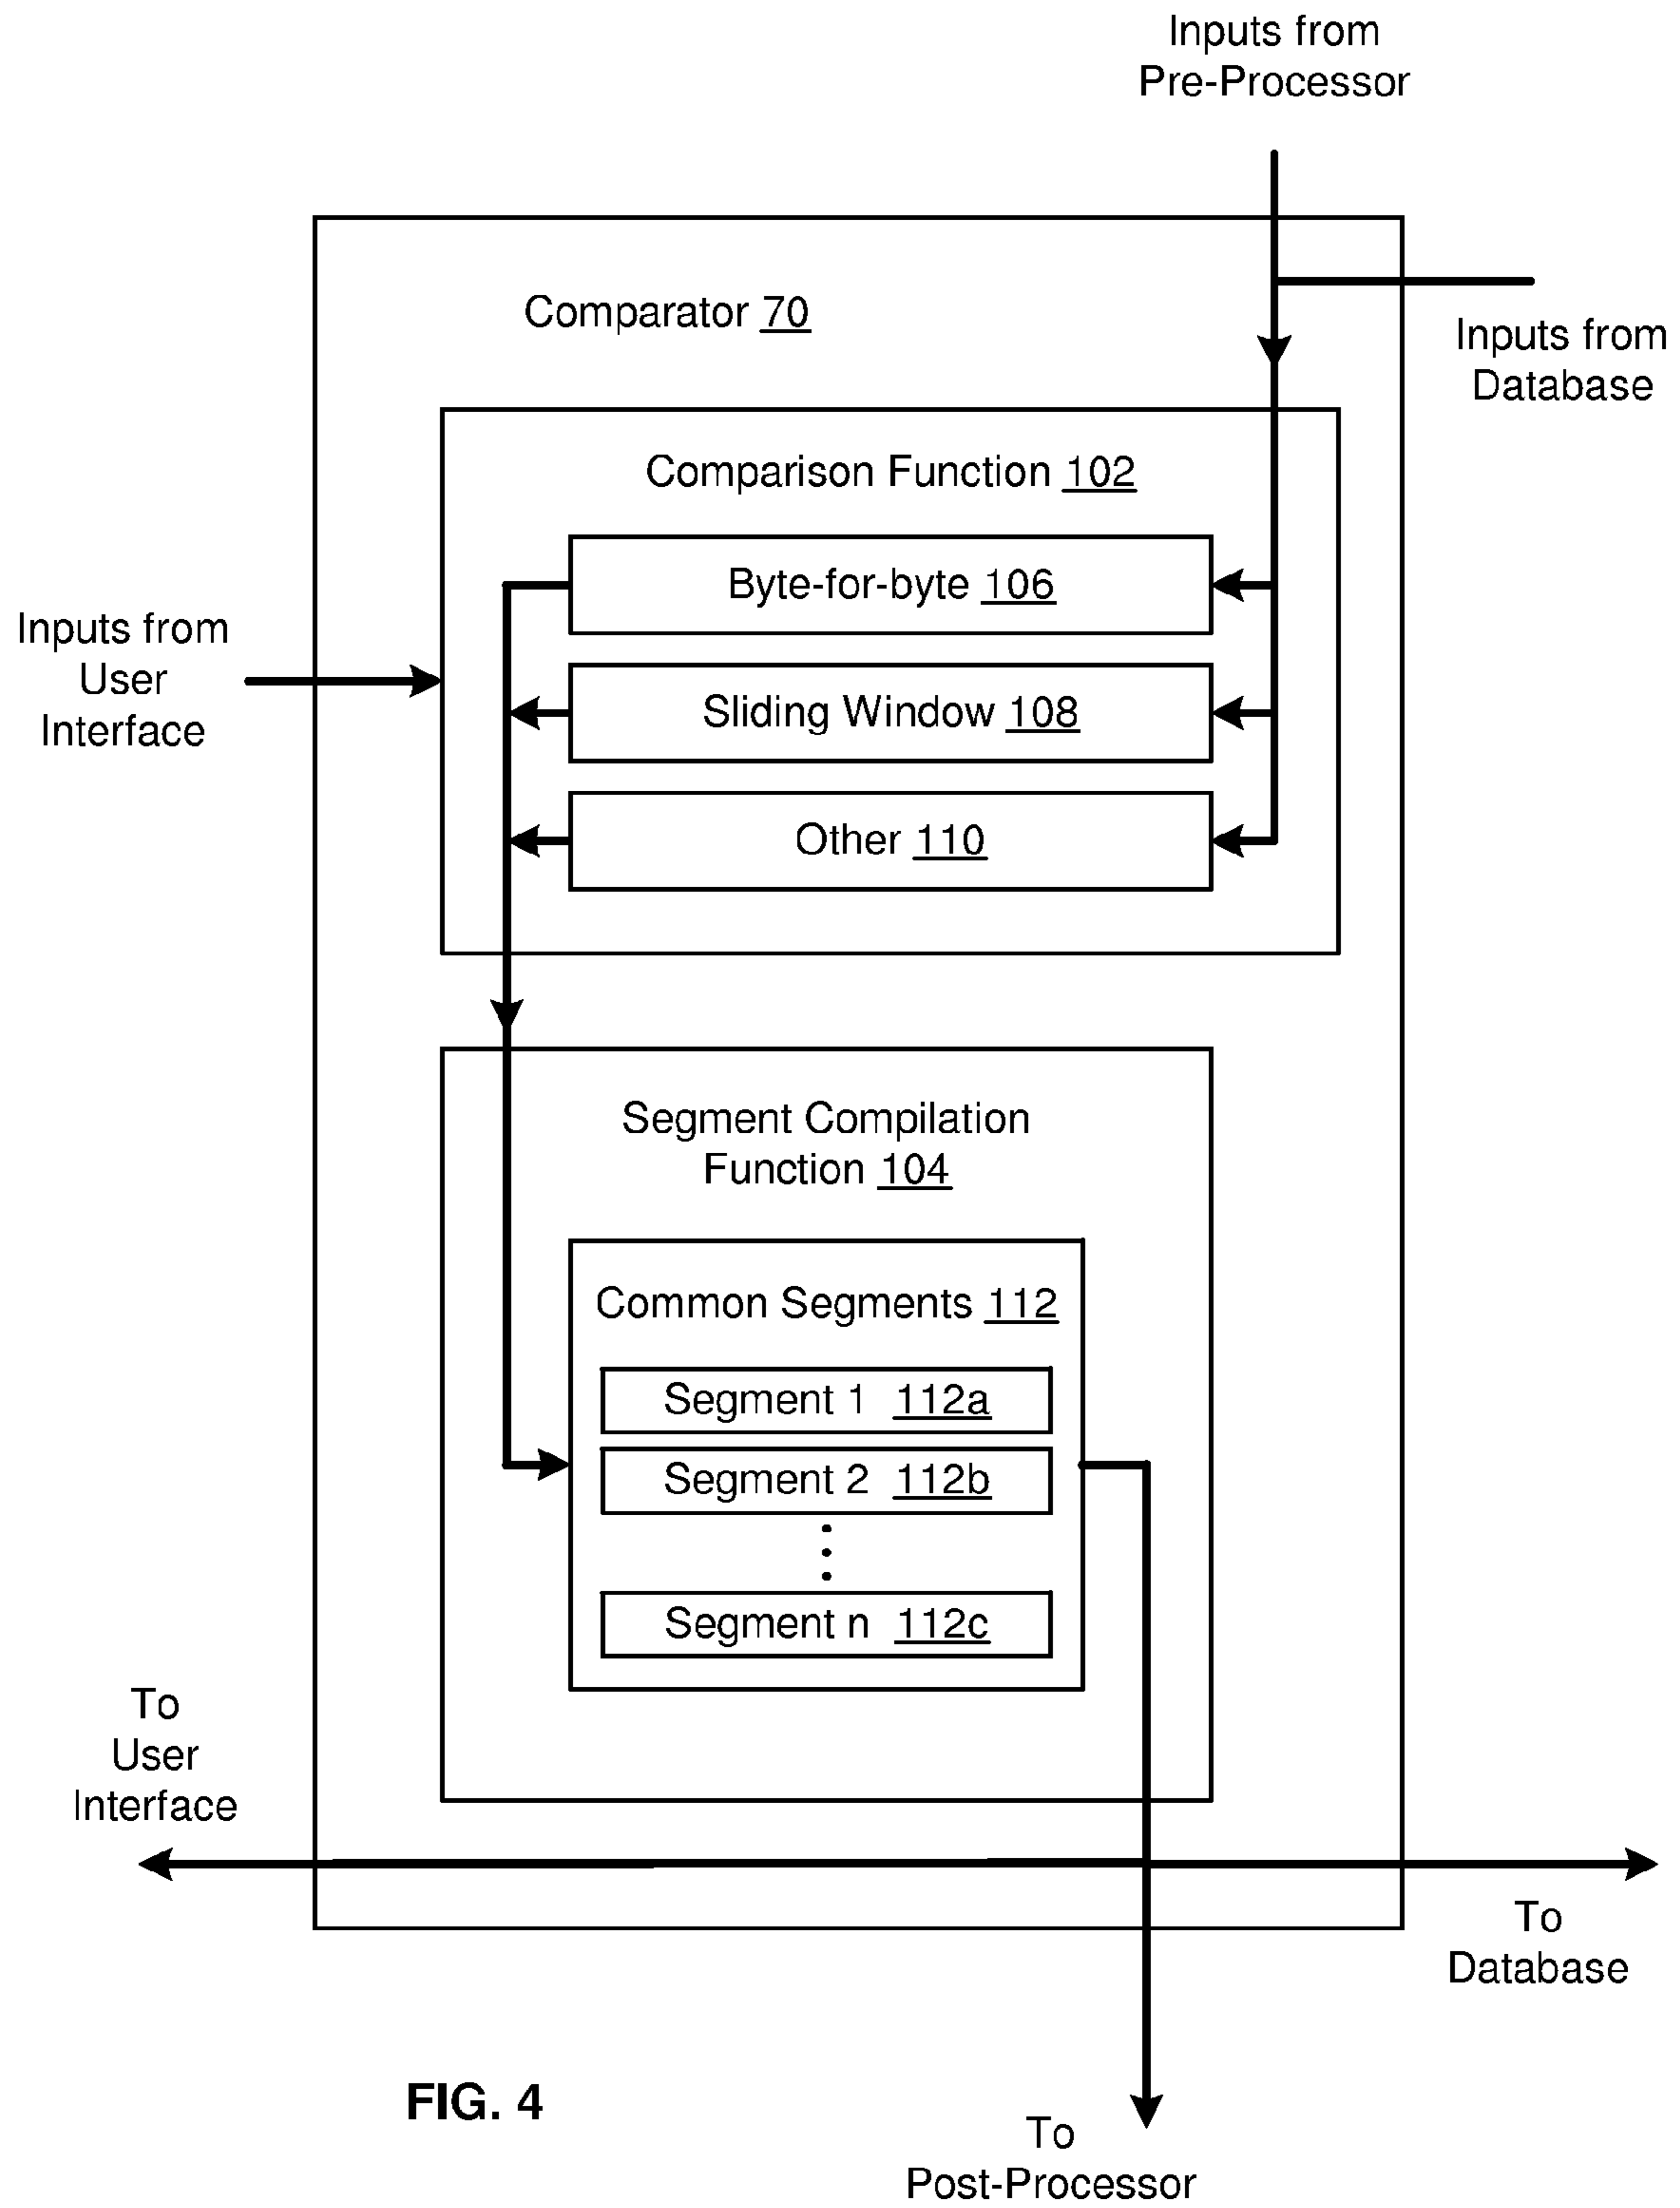 Inputs from
Pre-Processor
Comparator 70
Inputs from
Database
Comparison Function 102
Byte-for-byte 106
Inputs from
User
Interface
Sliding Window 108
Other 110
Segment Compilation
Function 104
Common Segments 112
Segment 1 112a
Segment 2 112b
Segment n 112c
To
User
Interface
To
Database
FIG. 4
To
Post-Processor